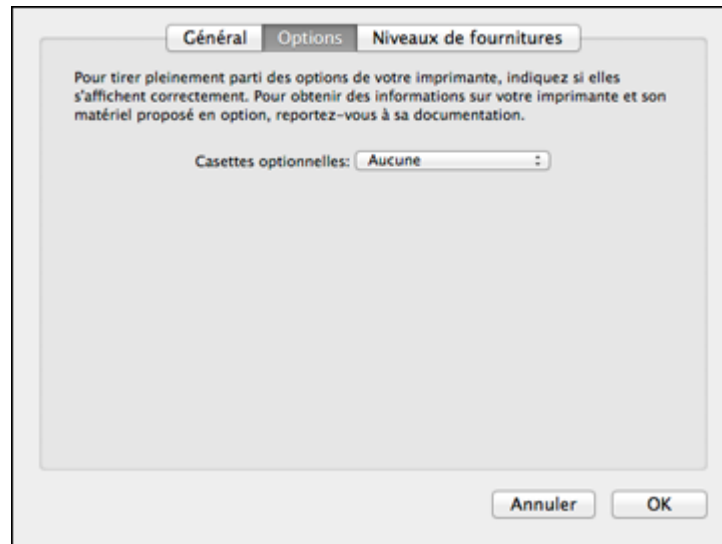 Général Options Niveaux de fournitures
Pour tirer pleinement parti des options de votre imprimante, indiquez si elles
s'affichent correctement. Pour obtenir des informations sur votre imprimante et son
matériel proposé en option, reportez-vous à sa documentation.
Casettes optionnelles: Aucune
Annuler OK